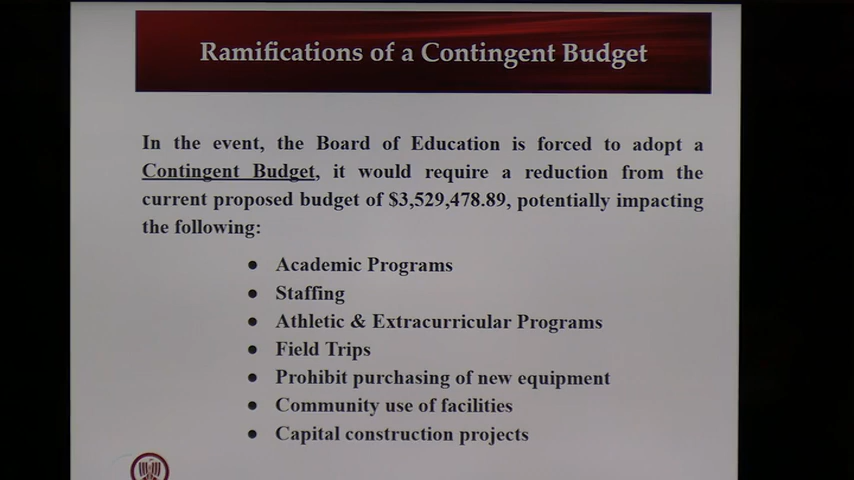 Ramifications of a Contingent Budget
In the event, the Board of Education is forced to adopt a
Contingent Budget, it would require a reduction from the
current proposed budget of $3,529,478.89, potentially impacting
the following:
● Academic Programs
● Staffing
● Athletic & Extracurricular Programs
● Field Trips
● Prohibit purchasing of new equipment
● Community use of facilities
● Capital construction projects